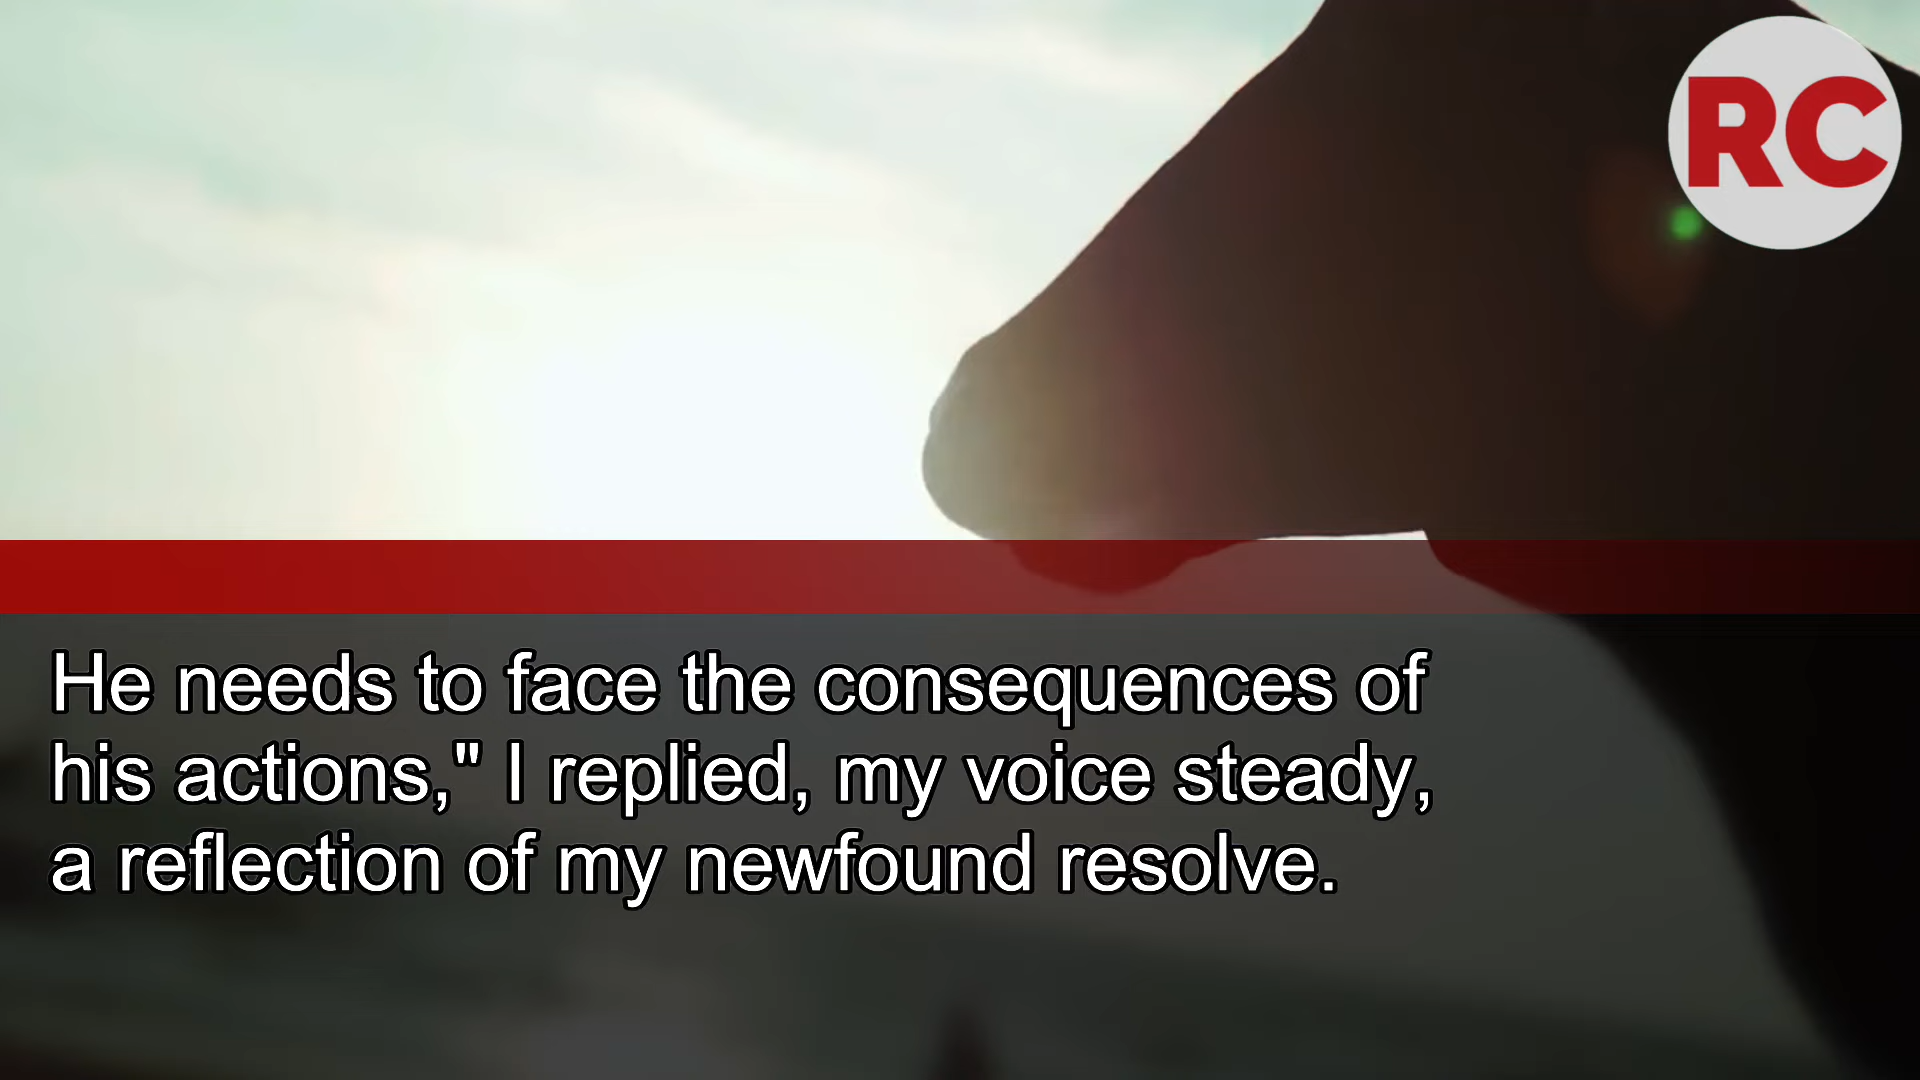 RC
He needs to face the consequences of
his actions," I replied, my voice steady,
a reflection of my newfound resolve.